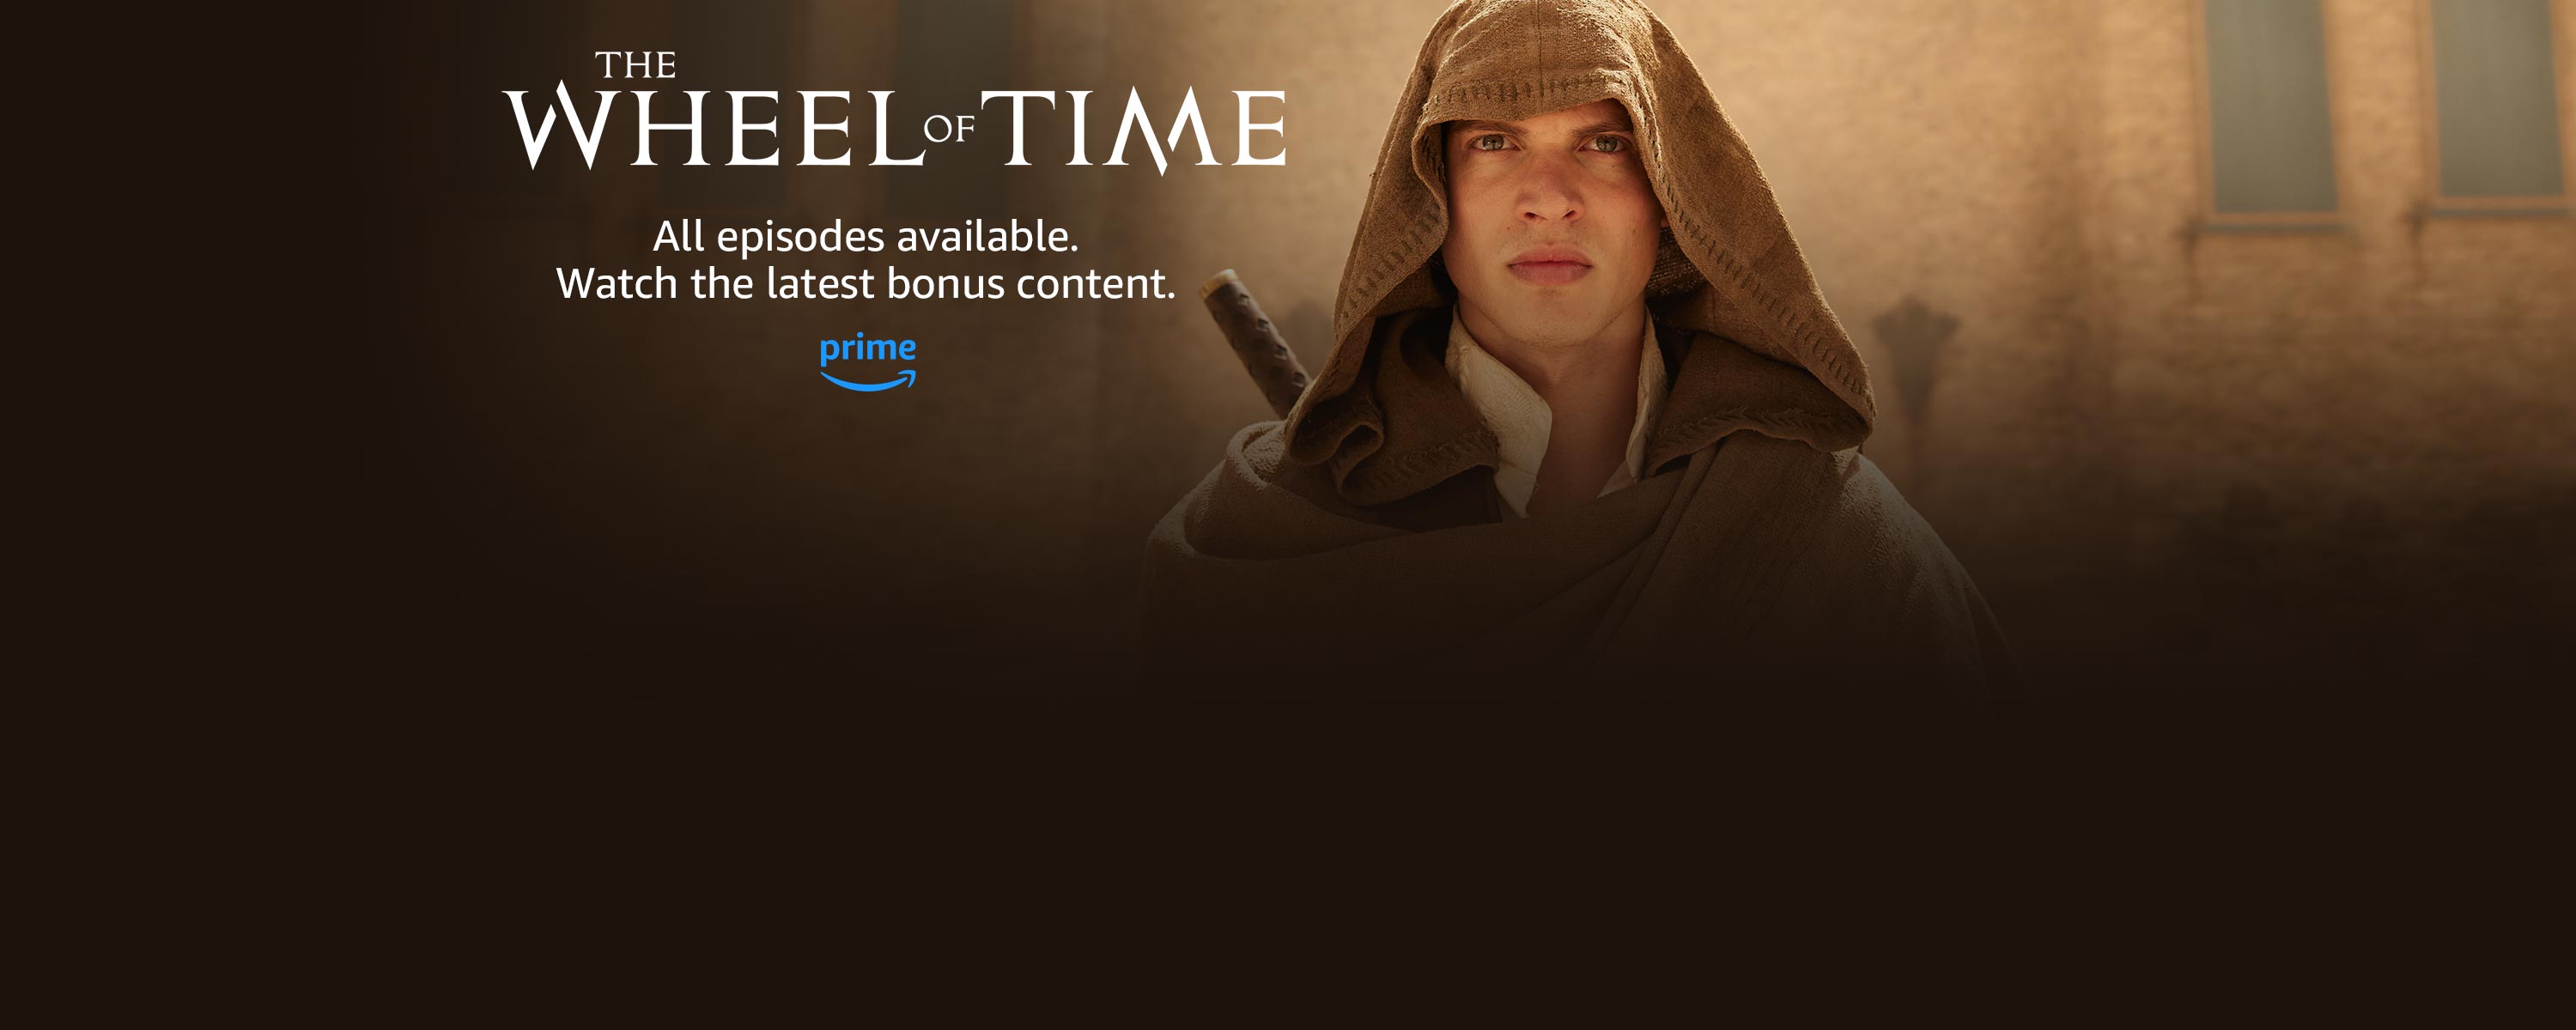 THE
WHEEL OF TIME
All episodes available.
Watch the latest bonus content.
prime